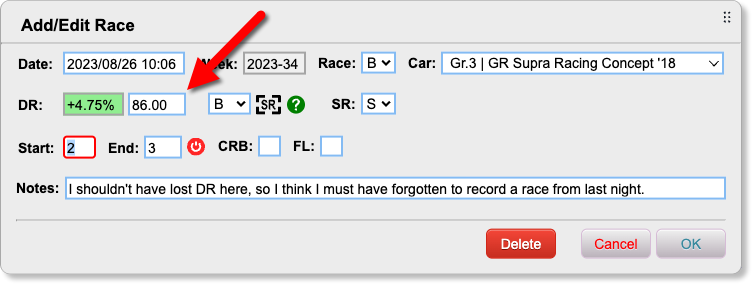 Add/Edit Race
Date: 2023/08/26 10:06 Week: 2023-34 Race: B Car: Gr.3 | GR Supra Racing Concept '18
DR: +4.75% 86.00 B SR ? SR: S
Start: 2 End: 3 CRB: FL:
Notes: I shouldn't have lost DR here, so I think I must have forgotten to record a race from last night.
Delete Cancel OK